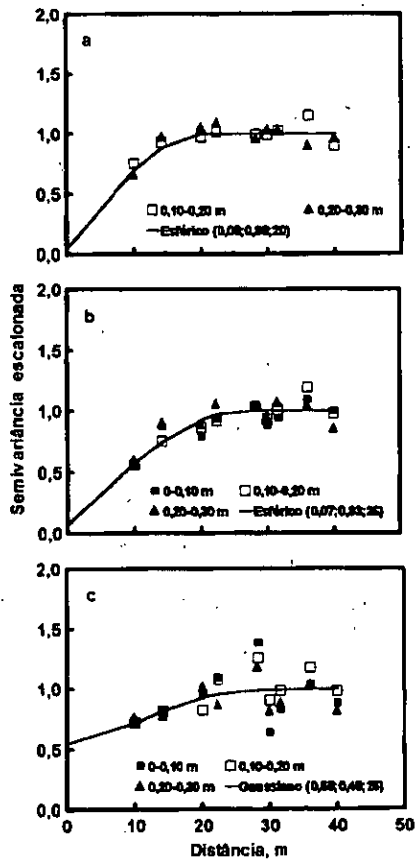 a
2,0
1,5
1,0
0,5
0,0
0,10-0,20 m
0,20-0,30 m
b
2,0
1,5
1,0
0,5
0,0
0-0,10 m
0,10-0,20 m
0,20-0,30 m
Semivariância escalonada
c
2,0
1,5
1,0
0,5
0,0
0-0,10 m
0,10-0,20 m
0,20-0,30 m
Esférico
Esférico
Gaussiano
0 10 20 30 40 50
Distância, m